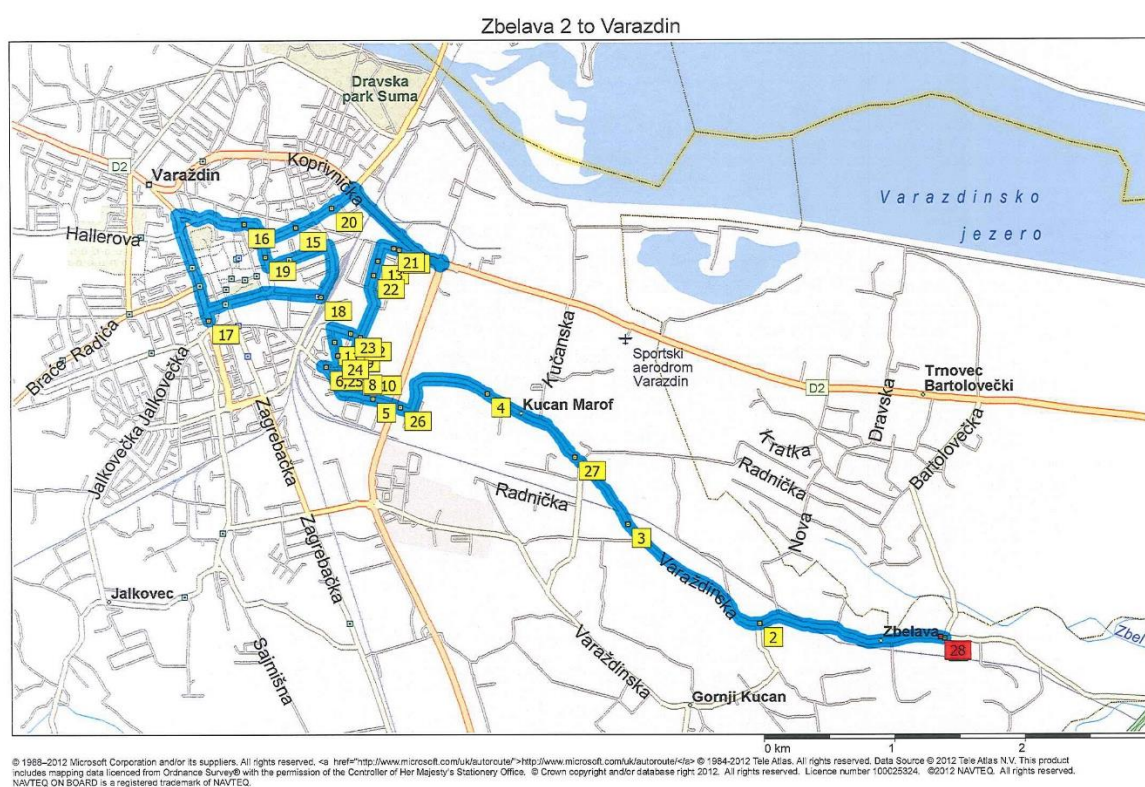 Zbelava 2 to Varazdin
Dravska
park Suma
D2
Varaždin
Koprivnička
Varazdinsko
jezero
Hallerova
20
16
15
19
21
13
22
18
17
23
2
Braće Radića
24
6,25
8
10
5
26
4
Kucan Marof
Kučanska
Sportski
aerodrom
Varazdin
D2
Trnovec
Bartolovečki
Dravska
Bartolovečka
Kratka
Radnička
Nova
Jalkovečka
Jalkovečka
Zagrebačka
27
Radnička
3
Zagrebačka
Varaždinska
Jalkovec
2
Zbelava
28
Zbel
Sajmišna
Varaždinska
Gornji Kucan
0 km
1
2
© 1988–2012 Microsoft Corporation and/or its suppliers. All rights reserved. <a href="http://www.microsoft.com/uk/autoroute/">http://www.microsoft.com/uk/autoroute/</a> © 1984-2012 Tele Atlas. All rights reserved. Data Source © 2012 Tele Atlas N.V. This product
includes mapping data licenced from Ordnance Survey® with the permission of the Controller of Her Majesty's Stationery Office. © Crown copyright and/or database right 2012. All rights reserved. Licence number 100025324. ©2012 NAVTEQ. All rights reserved.
NAVTEQ ON BOARD is a registered trademark of NAVTEQ.